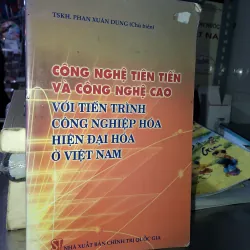 TSKH. PHAN XUÂN DŨNG (Chủ biên)
CÔNG NGHỆ TIÊN TIẾN
VÀ CÔNG NGHỆ CAO
VỚI TIẾN TRÌNH
CÔNG NGHIỆP HÓA
HIỆN ĐẠI HÓA
Ở VIỆT NAM
NHÀ XUẤT BẢN CHÍNH TRỊ QUỐC GIA